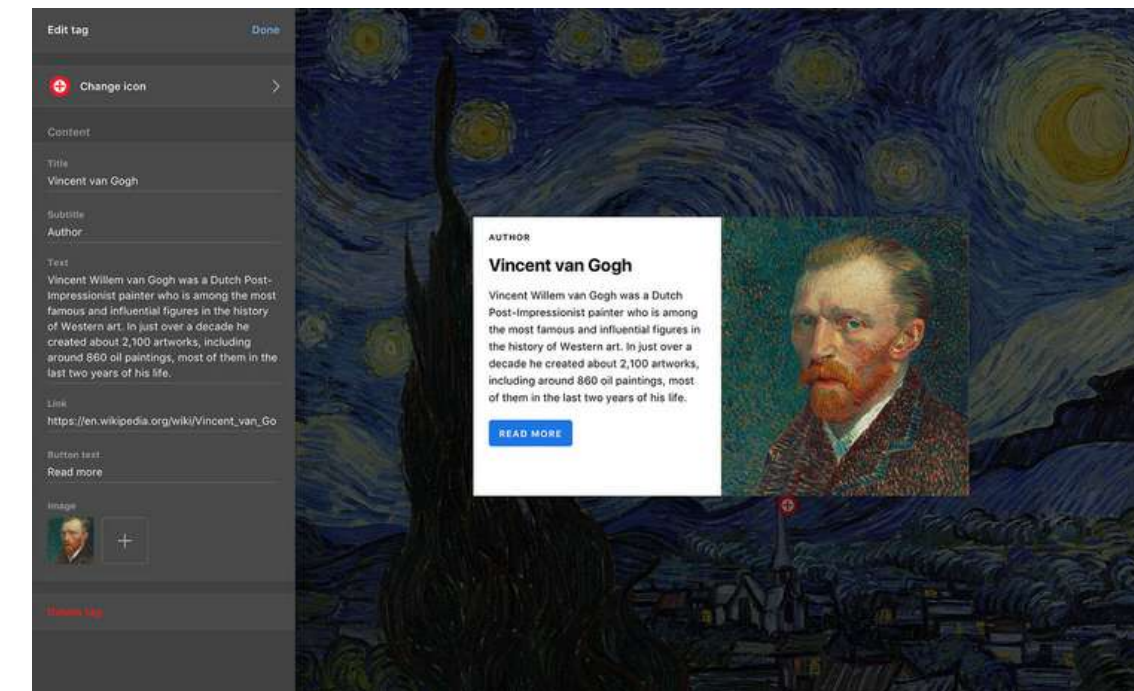 Edit tag
Done
Change icon
Content
Title
Vincent van Gogh
Subtitle
Author
Text
Vincent Willem van Gogh was a Dutch Post-
Impressionist painter who is among the most
famous and influential figures in the history
of Western art. In just over a decade he
created about 2,100 artworks, including
around 860 oil paintings, most of them in the
last two years of his life.
Link
https://en.wikipedia.org/wiki/Vincent_van_Go
Button text
Read more
Image
Delete tag
AUTHOR
Vincent van Gogh
Vincent Willem van Gogh was a Dutch
Post-Impressionist painter who is among
the most famous and influential figures in
the history of Western art. In just over a
decade he created about 2,100 artworks,
including around 860 oil paintings, most
of them in the last two years of his life.
READ MORE